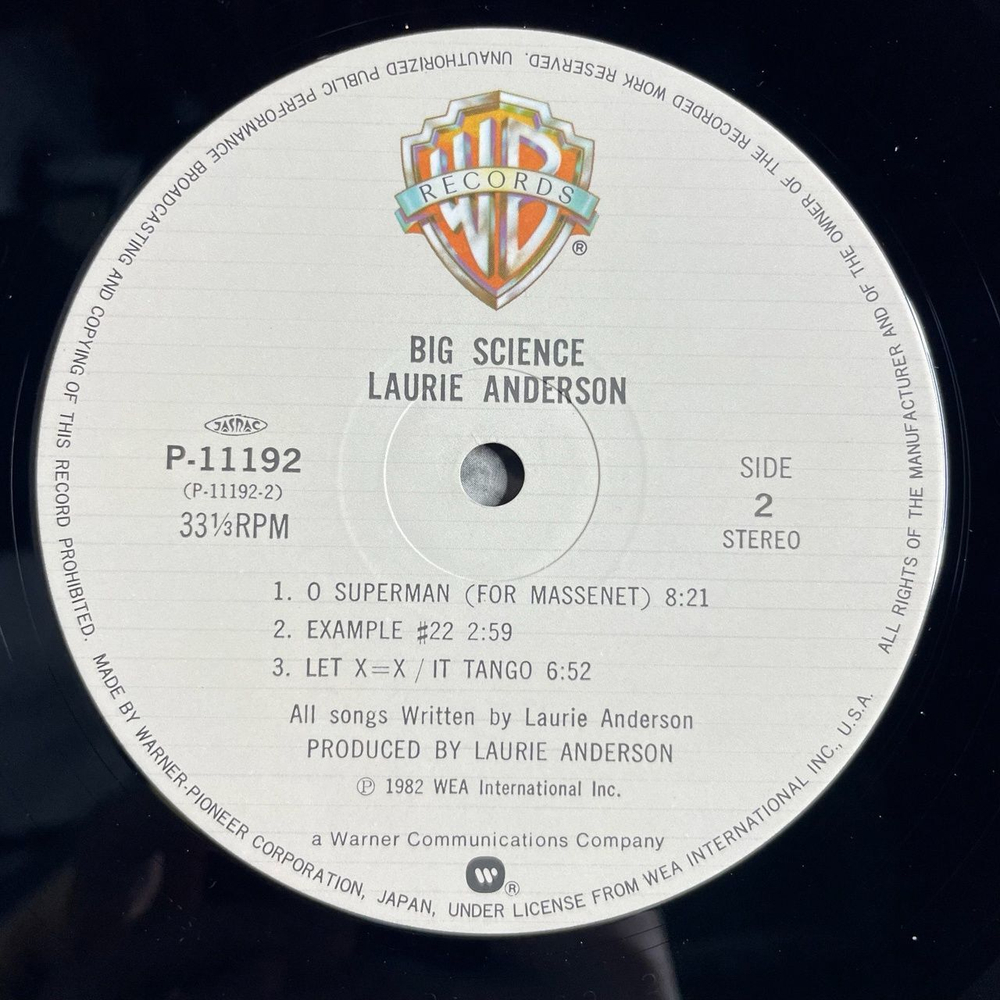 RECORDS
®
BIG SCIENCE
LAURIE ANDERSON
JASRAC
P-11192
(P-11192-2)
33⅓RPM
SIDE
2
STEREO
1. O SUPERMAN (FOR MASSENET) 8:21
2. EXAMPLE #22 2:59
3. LET X=X / IT TANGO 6:52
All songs Written by Laurie Anderson
PRODUCED BY LAURIE ANDERSON
℗ 1982 WEA International Inc.
a Warner Communications Company
®
ALL RIGHTS OF THE MANUFACTURER AND OF THE OWNER OF THE RECORDED WORK RESERVED. UNAUTHORIZED PUBLIC PERFORMANCE BROADCASTING AND COPYING OF THIS RECORD PROHIBITED. MADE BY WARNER-PIONEER CORPORATION, JAPAN, UNDER LICENSE FROM WEA INTERNATIONAL INC., U.S.A.